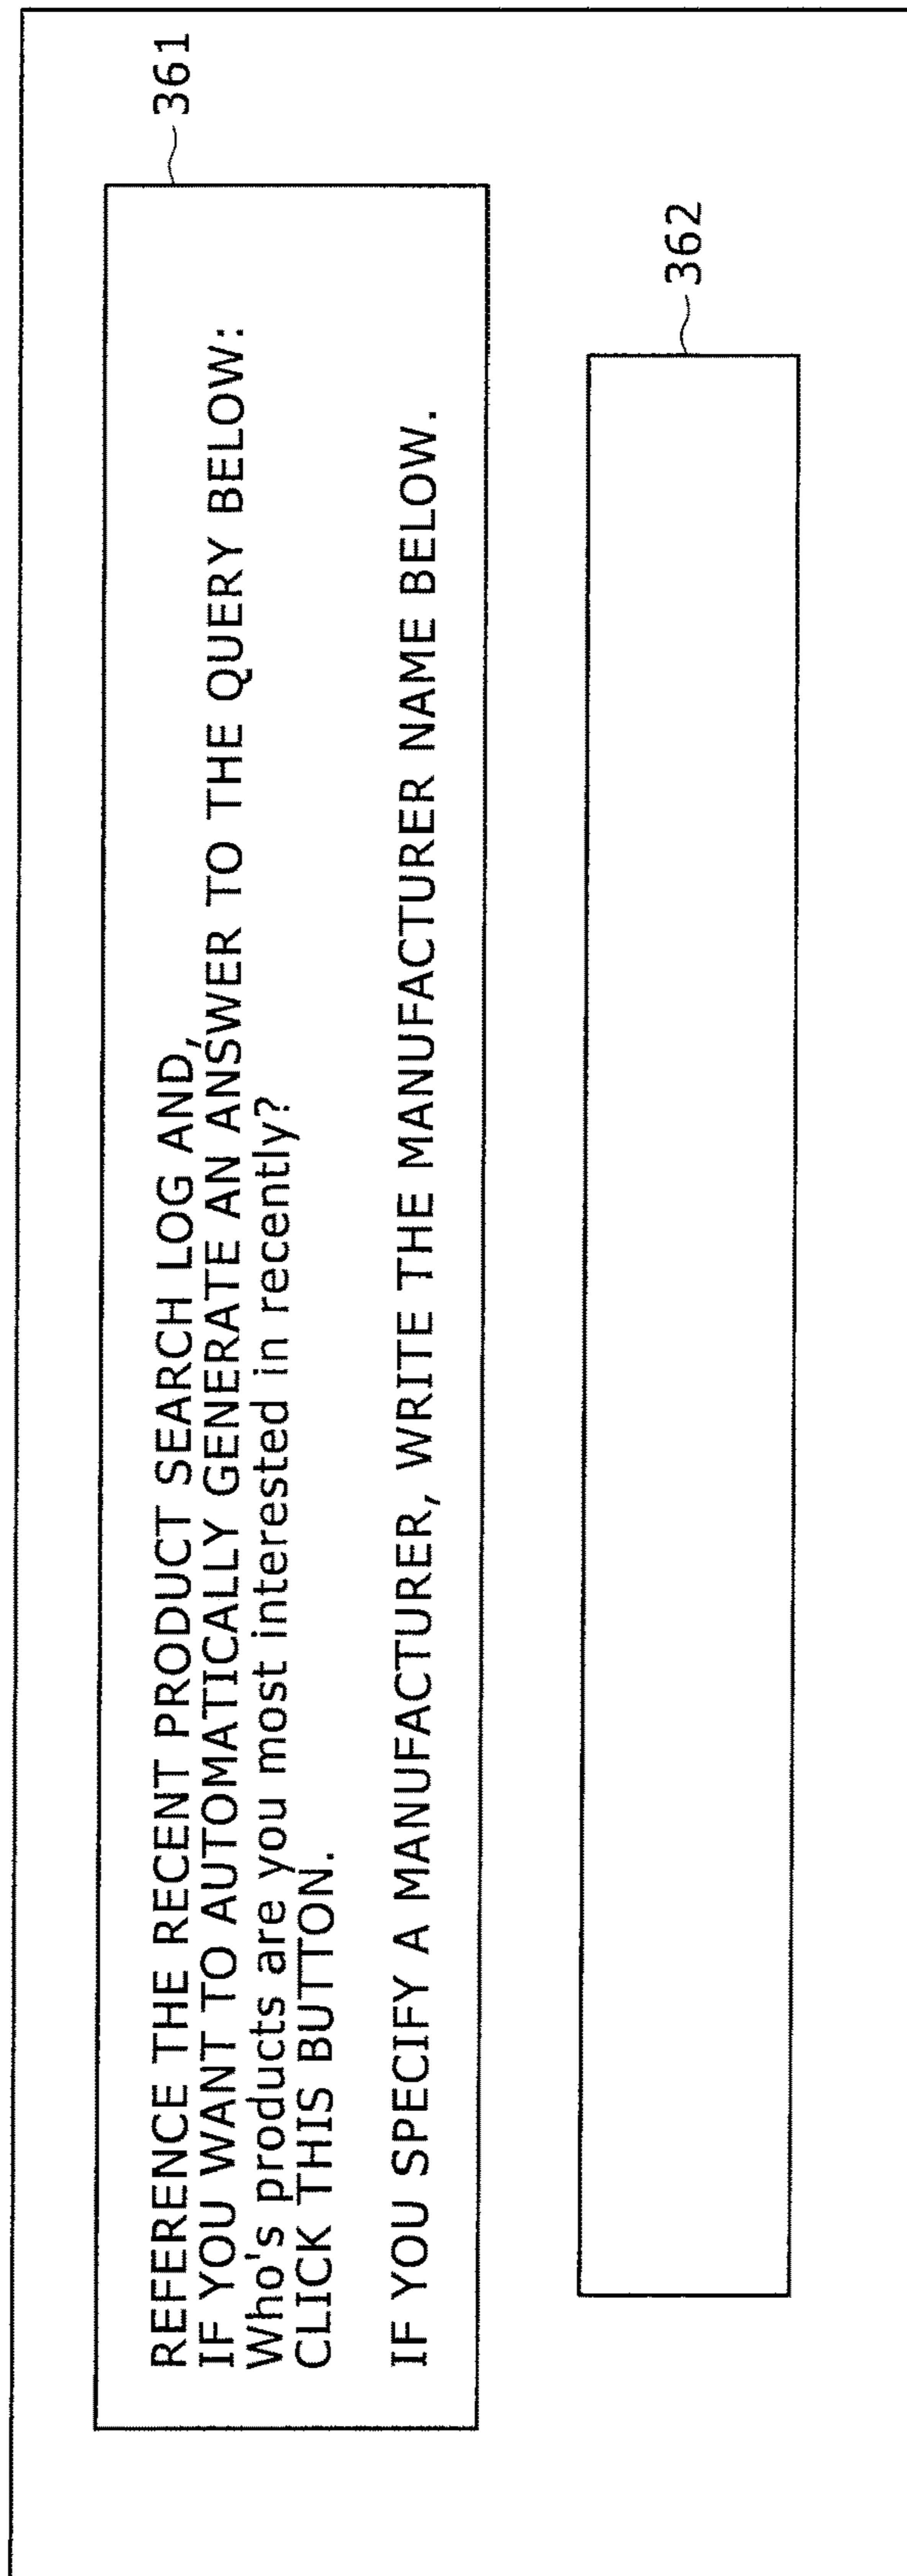 REFERENCE THE RECENT PRODUCT SEARCH LOG AND,
IF YOU WANT TO AUTOMATICALLY GENERATE AN ANSWER TO THE QUERY BELOW:
Who's products are you most interested in recently?
CLICK THIS BUTTON.
IF YOU SPECIFY A MANUFACTURER, WRITE THE MANUFACTURER NAME BELOW.
361
362